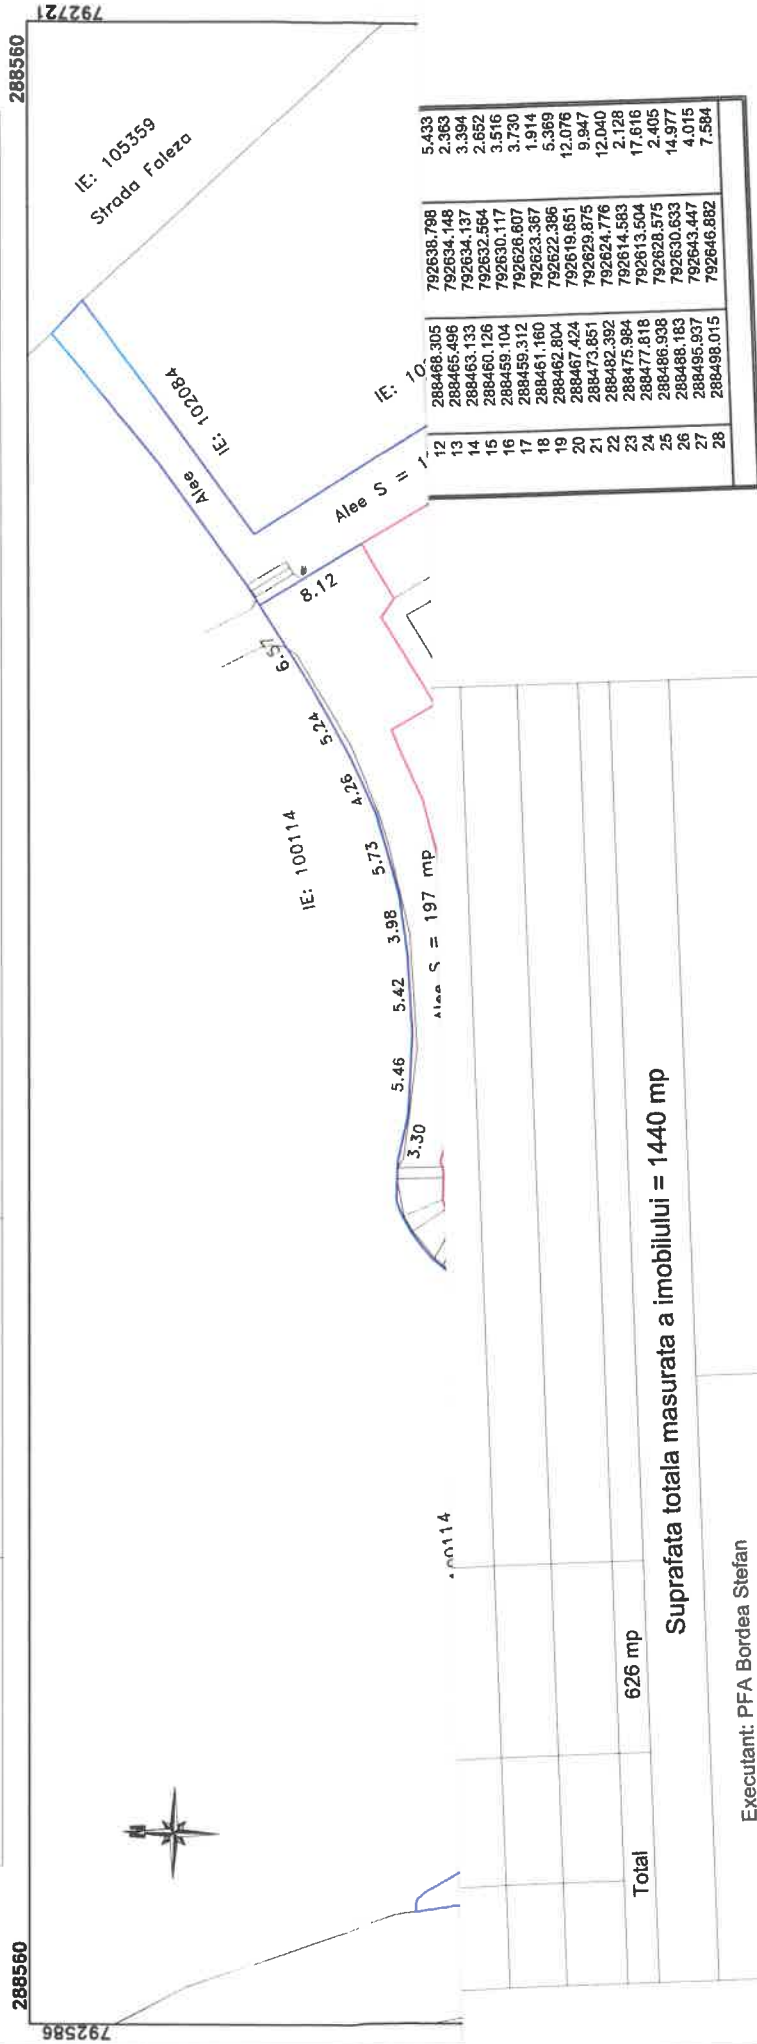 288560
288560
792586
792721
IE: 105359
Strada Faleza
IE: 102084
Alee
Alee S = 1
IE: 10
8.12
6.57
5.24
4.26
5.73
3.98
5.42
5.46
3.30
IE: 100114
Alee S = 197 mp
N
12 288468.305 792638.798 5.433
13 288465.496 792634.148 2.363
14 288463.133 792634.137 3.394
15 288460.126 792632.564 2.652
16 288459.104 792630.117 3.516
17 288459.312 792626.607 3.730
18 288461.160 792623.367 1.914
19 288462.804 792622.386 5.369
20 288467.424 792619.651 12.076
21 288473.851 792629.875 9.947
22 288482.392 792624.776 12.040
23 288475.984 792614.583 2.128
24 288477.818 792613.504 17.616
25 288486.938 792628.575 2.405
26 288488.183 792630.633 14.977
27 288495.937 792643.447 4.015
28 288498.015 792646.882 7.584
Total 626 mp
Suprafata totala masurata a imobilului = 1440 mp
Executant: PFA Bordea Stefan